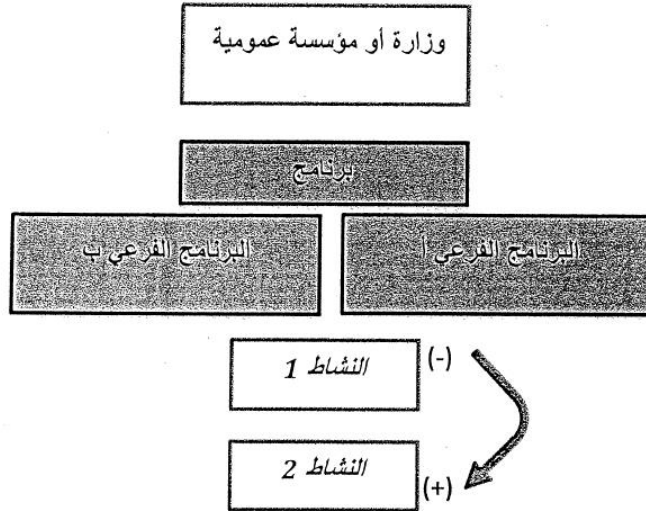 وزارة أو مؤسسة عمومية
برنامج
البرنامج الفرعي أ
البرنامج الفرعي ب
النشاط 1
(-)
النشاط 2
(+)